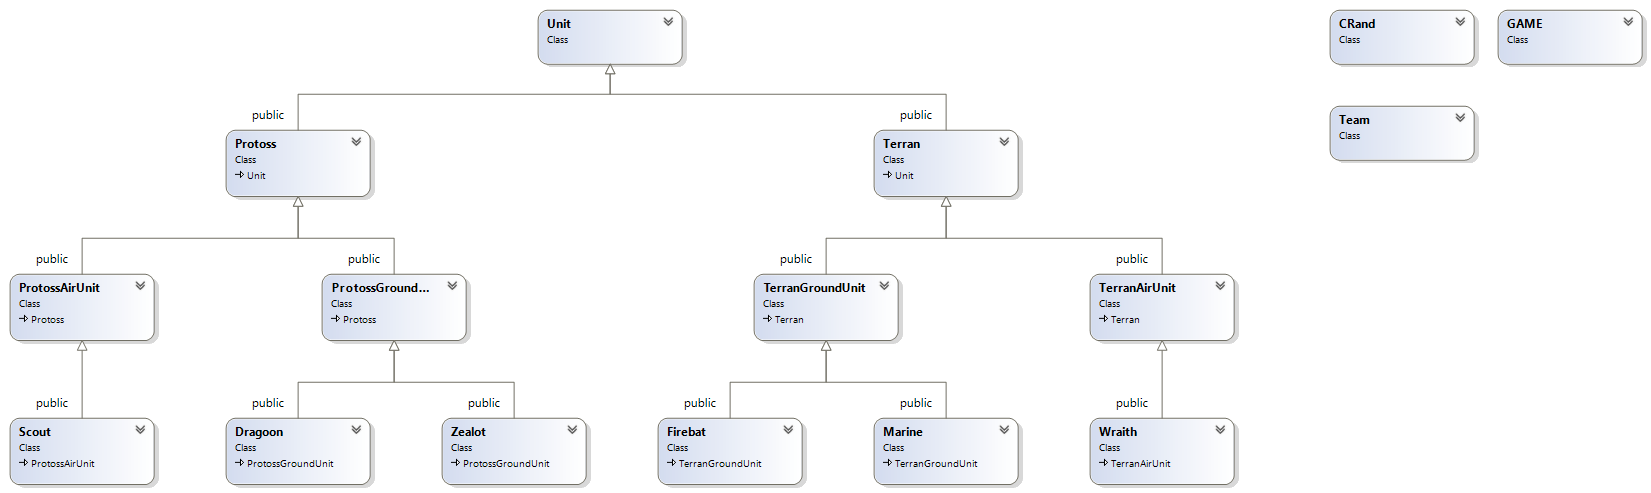 Unit
Class
CRand
Class
GAME
Class
Team
Class
public
public
Protoss
Class
Unit
Terran
Class
Unit
public
public
public
public
ProtossAirUnit
Class
Protoss
ProtossGround...
Class
Protoss
TerranGroundUnit
Class
Terran
TerranAirUnit
Class
Terran
public
public
public
public
public
public
Scout
Class
ProtossAirUnit
Dragoon
Class
ProtossGroundUnit
Zealot
Class
ProtossGroundUnit
Firebat
Class
TerranGroundUnit
Marine
Class
TerranGroundUnit
Wraith
Class
TerranAirUnit